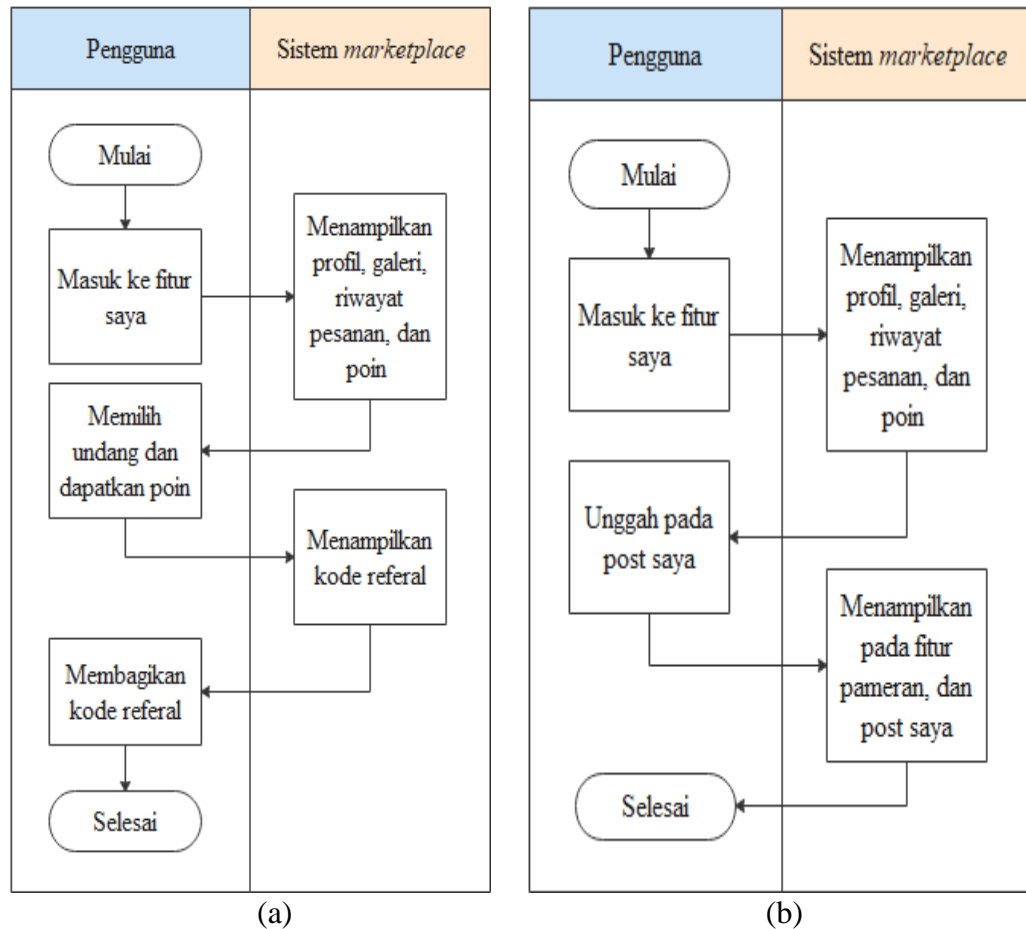 Pengguna
Sistem marketplace
Mulai
Masuk ke fitur
saya
Menampilkan
profil, galeri,
riwayat
pesanan, dan
poin
Memilih
undang dan
dapatkan poin
Menampilkan
kode referal
Membagikan
kode referal
Selesai
(a)
Pengguna
Sistem marketplace
Mulai
Masuk ke fitur
saya
Menampilkan
profil, galeri,
riwayat
pesanan, dan
poin
Unggah pada
post saya
Menampilkan
pada fitur
pameran, dan
post saya
Selesai
(b)